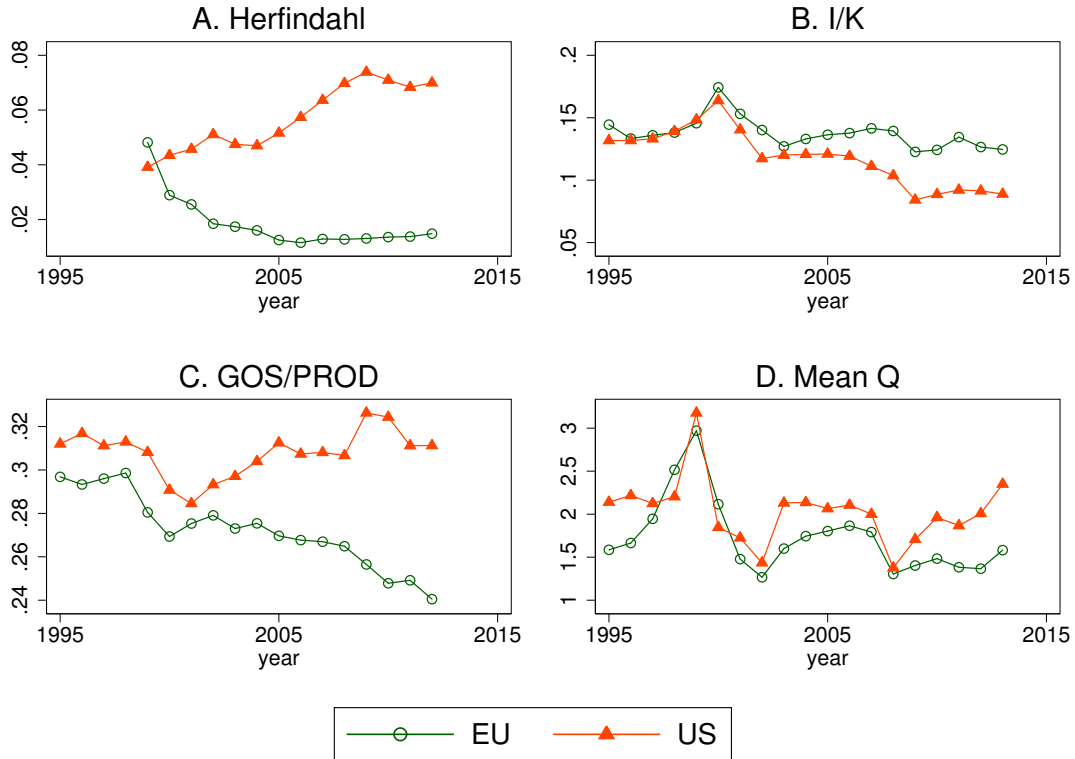 A. Herfindahl
.08
.06
.04
.02
1995 2005 2015
year
B. I/K
.2
.15
.1
.05
1995 2005 2015
year
C. GOS/PROD
.32
.3
.28
.26
.24
1995 2005 2015
year
D. Mean Q
3
2.5
2
1.5
1
1995 2005 2015
year
EU US